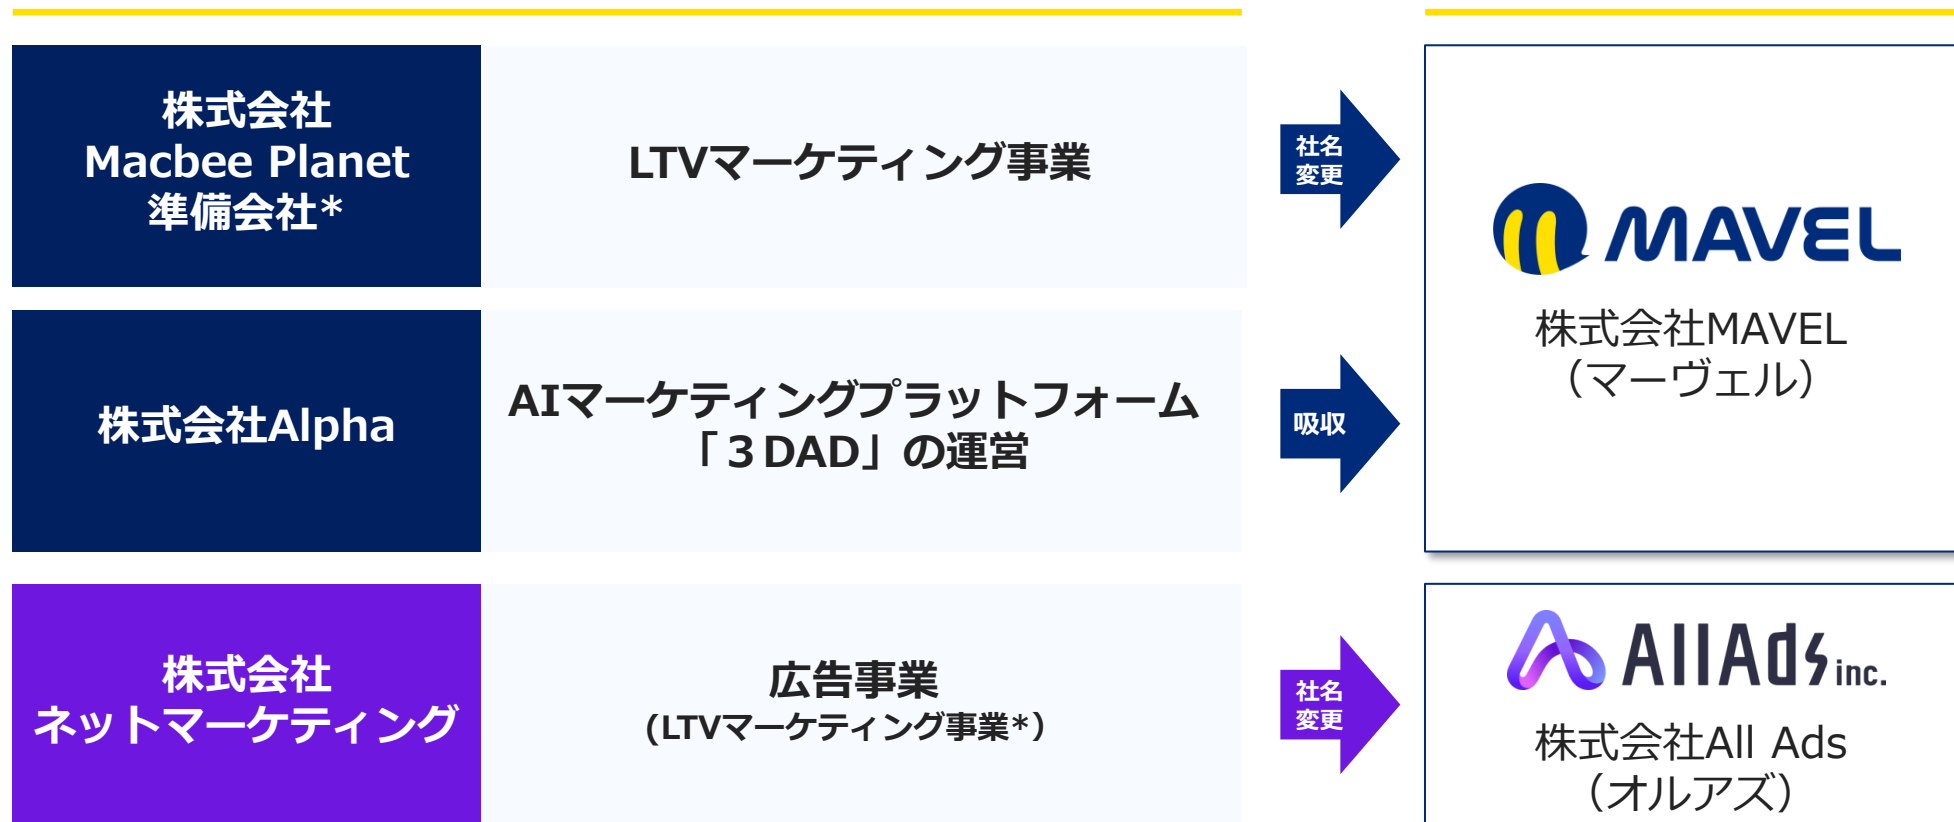 株式会社
Macbee Planet
準備会社*
LTVマーケティング事業
社名
変更
MAVEL
株式会社MAVEL
（マーヴェル）
株式会社Alpha
AIマーケティングプラットフォーム
「３DAD」の運営
吸収
株式会社
ネットマーケティング
広告事業
(LTVマーケティング事業*）
社名
変更
AllAds inc.
株式会社All Ads
（オルアズ）